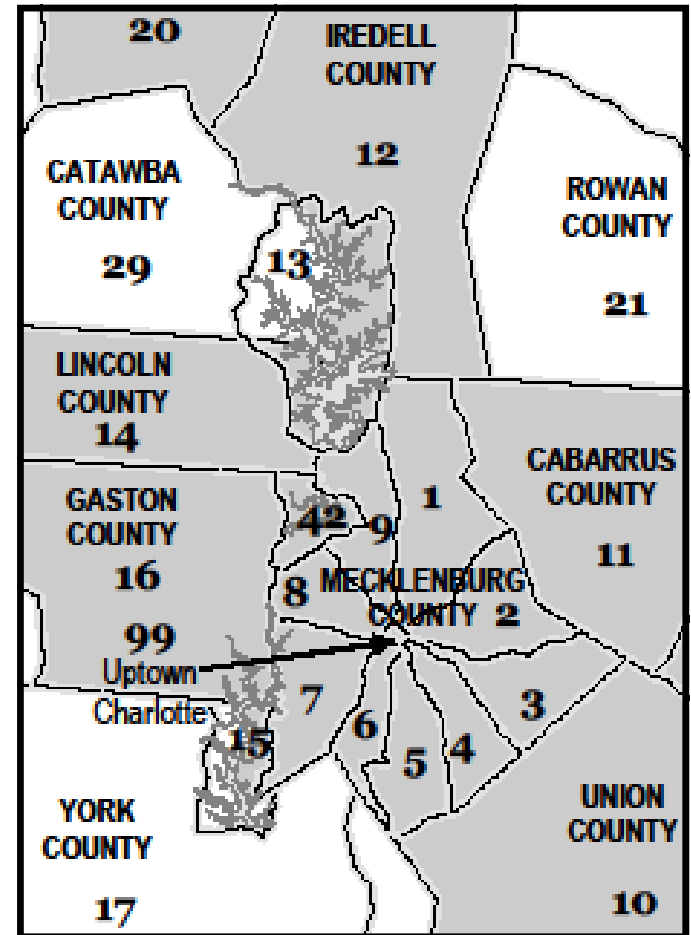 20
IREDELL
COUNTY
12
CATAWBA
COUNTY
29
ROWAN
COUNTY
21
13
LINCOLN
COUNTY
14
CABARRUS
COUNTY
11
GASTON
COUNTY
16
99
42
9
1
8
MECKLENBURG
COUNTY
2
Uptown
Charlotte
15
7
6
5
4
3
YORK
COUNTY
17
UNION
COUNTY
10